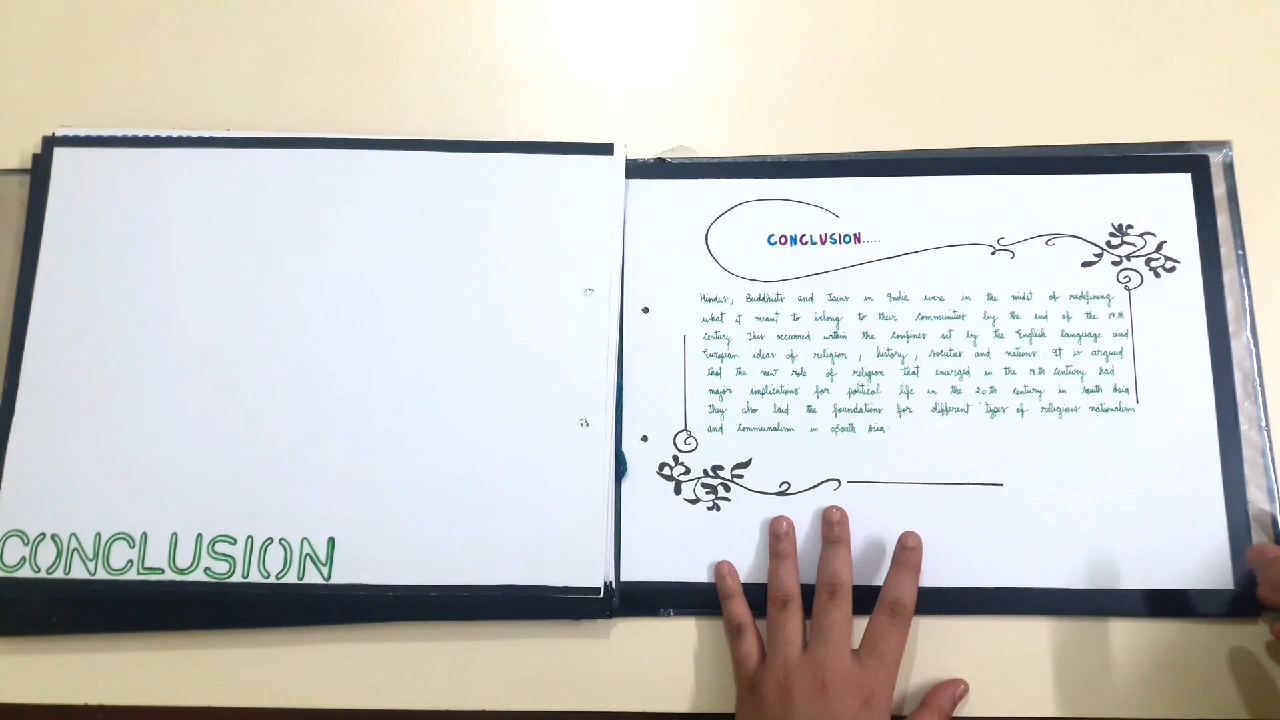 CONCLUSION
CONCLUSION.....
Hindus, Buddhists and Jains in India were in the midst of redefining
what it meant to belong to their communities by the end of the 19th
century. This occurred within the confines set by the English language and
European ideas of religion, history, societies and nations. It is argued
that the new role of religion that emerged in the 19th century had
major implications for political life in the 20th century in South Asia
They also laid the foundations for different types of religious nationalism
and communalism in South Asia.